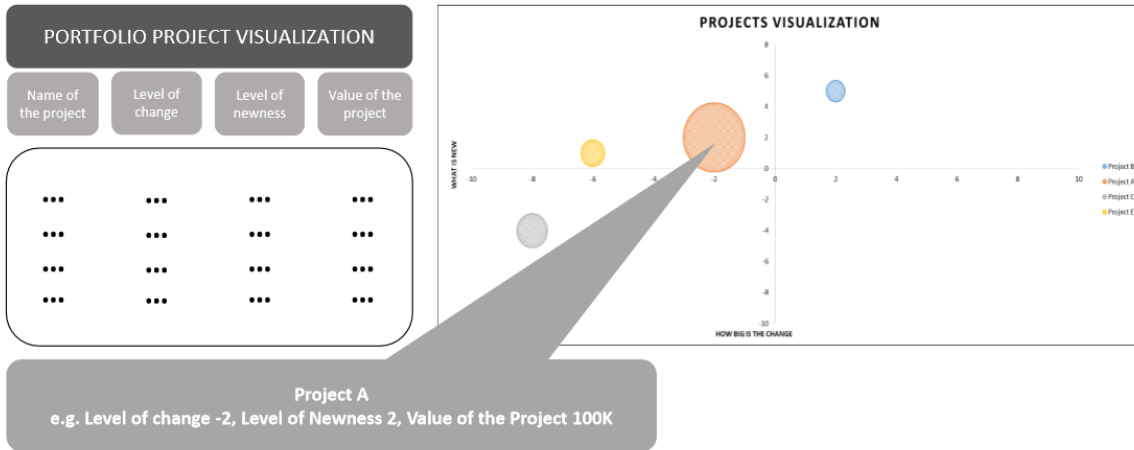 PORTFOLIO PROJECT VISUALIZATION
Name of
the project
Level of
change
Level of
newness
Value of the
project
... ... ... ...
... ... ... ...
... ... ... ...
... ... ... ...
PROJECTS VISUALIZATION
WHAT IS NEW
8
6
4
2
0
-2
-4
-6
-8
-10
-10 -8 -6 -4 -2 0 2 4 6 8 10
HOW BIG IS THE CHANGE
Project B
Project A
Project C
Project E
Project A
e.g. Level of change -2, Level of Newness 2, Value of the Project 100K